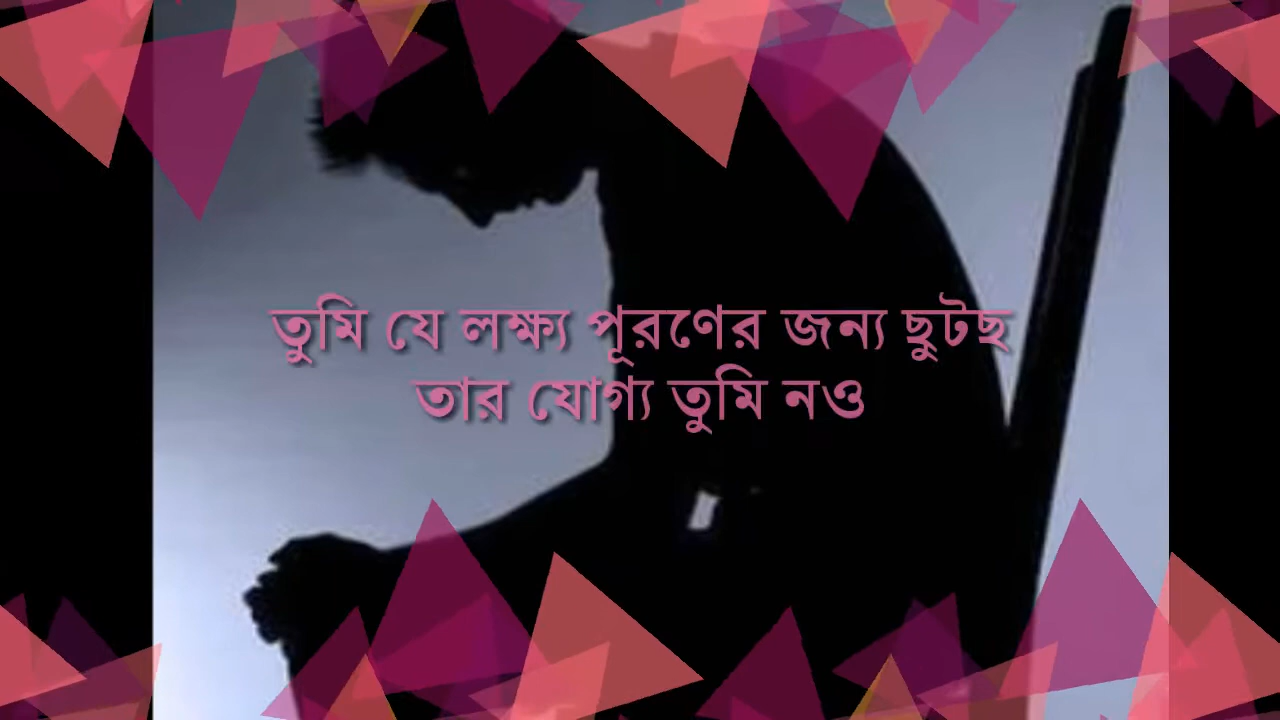 তুমি যে লক্ষ্য পূরণের জন্য ছুটছ
তার যোগ্য তুমি নও